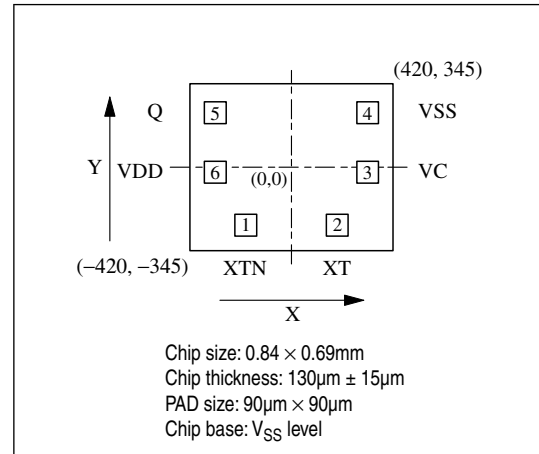 (420, 345)
Q 5 4 VSS
Y VDD 6 (0,0) 3 VC
1 2
(−420, −345) XTN XT
X
Chip size: 0.84 × 0.69mm
Chip thickness: 130µm ± 15µm
PAD size: 90µm × 90µm
Chip base: VSS level